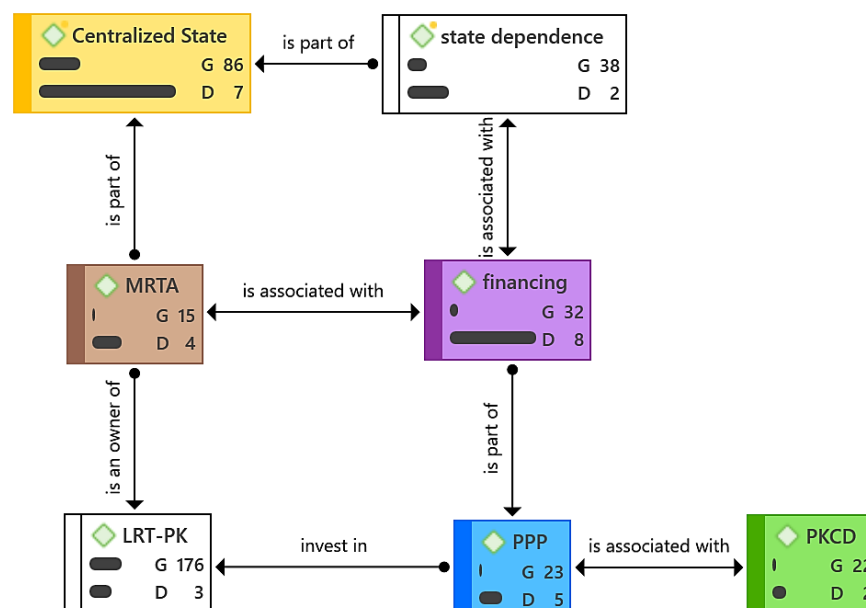 Centralized State
G 86
D 7
is part of
state dependence
G 38
D 2
is part of
is associated with
MRTA
G 15
D 4
is associated with
financing
G 32
D 8
is an owner of
is part of
LRT-PK
G 176
D 3
invest in
PPP
G 23
D 5
is associated with
PKCD
G 22
D